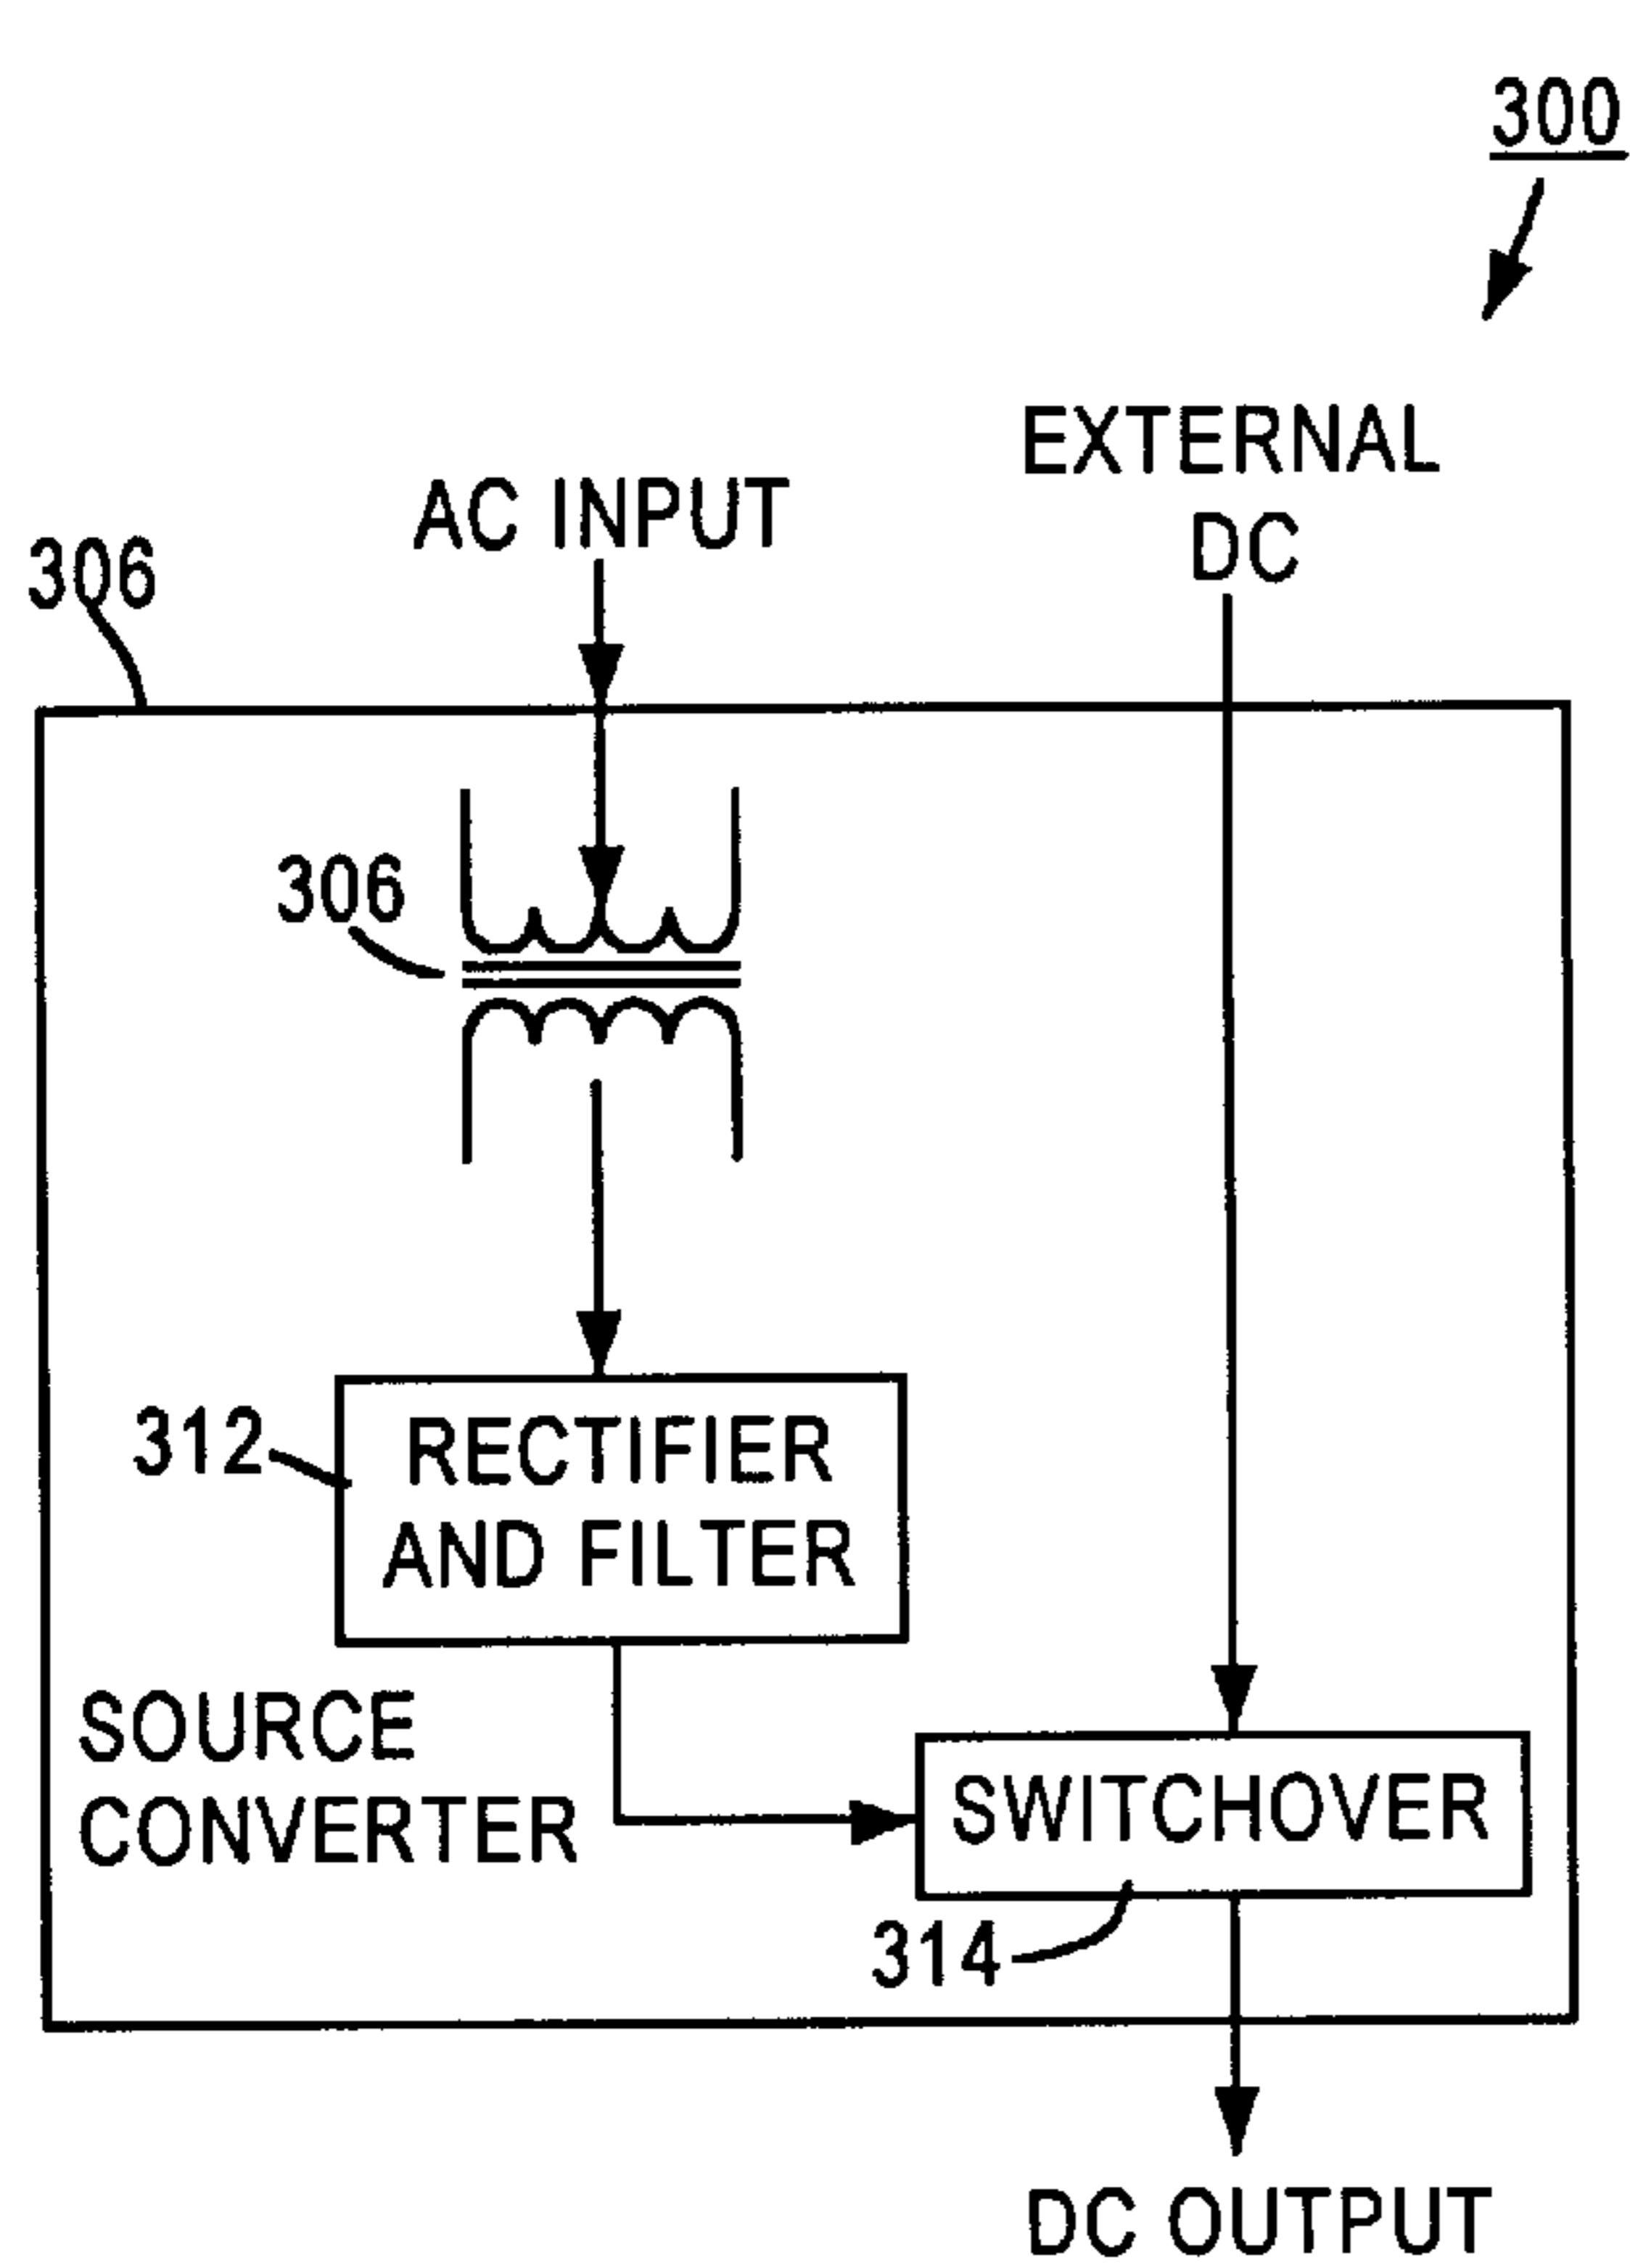 300
EXTERNAL
DC
AC INPUT
306
306
312
RECTIFIER
AND FILTER
SOURCE
CONVERTER
SWITCHOVER
314
DC OUTPUT